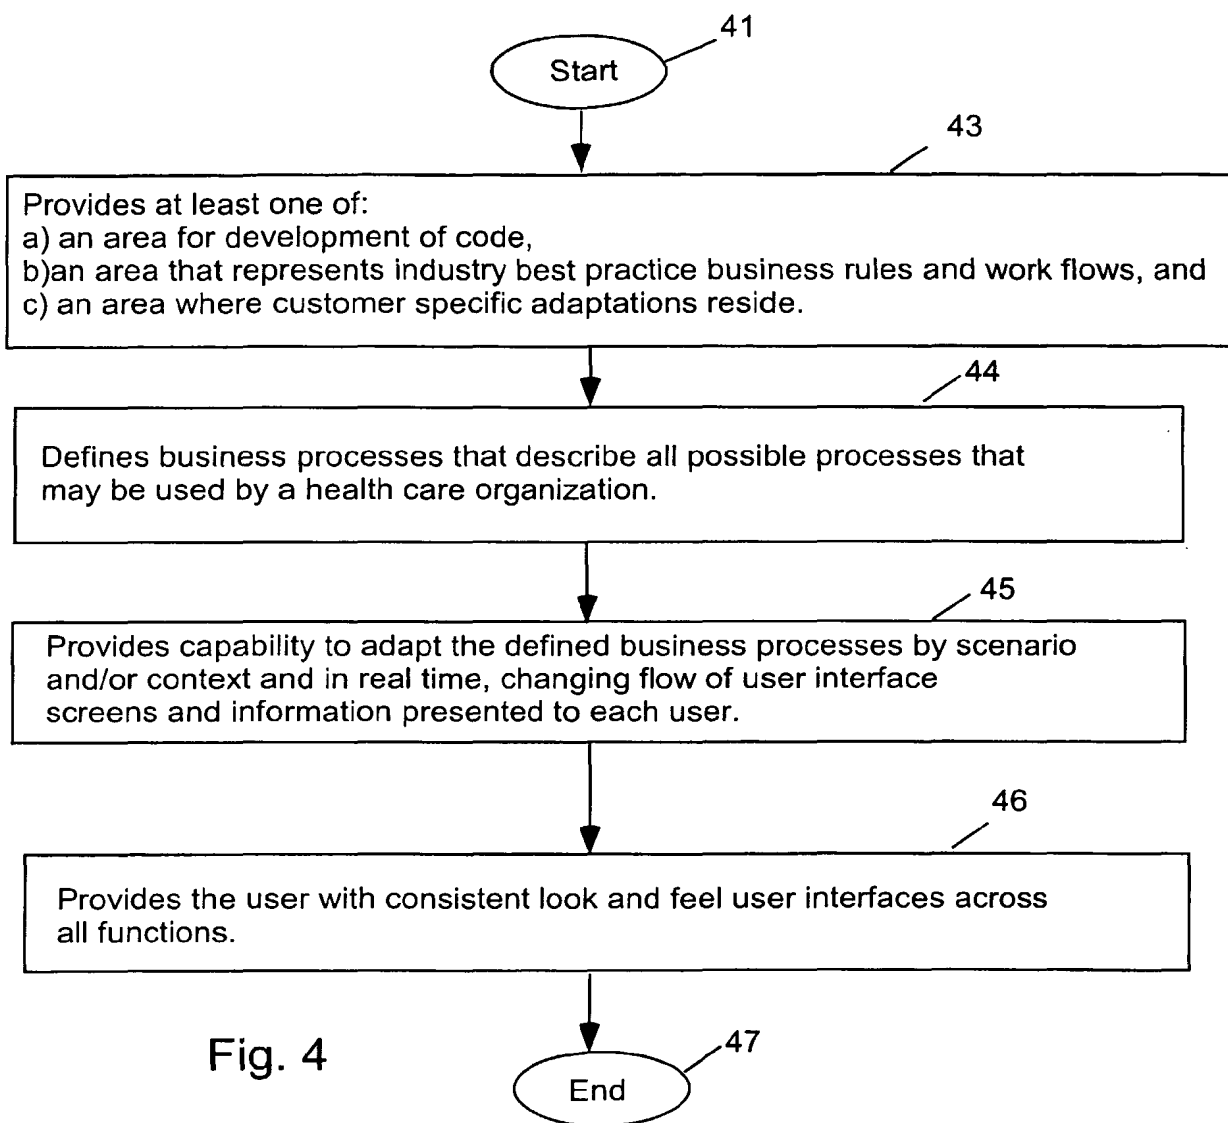 41
Start
43
Provides at least one of:
a) an area for development of code,
b)an area that represents industry best practice business rules and work flows, and
c) an area where customer specific adaptations reside.
44
Defines business processes that describe all possible processes that
may be used by a health care organization.
45
Provides capability to adapt the defined business processes by scenario
and/or context and in real time, changing flow of user interface
screens and information presented to each user.
46
Provides the user with consistent look and feel user interfaces across
all functions.
Fig. 4
47
End